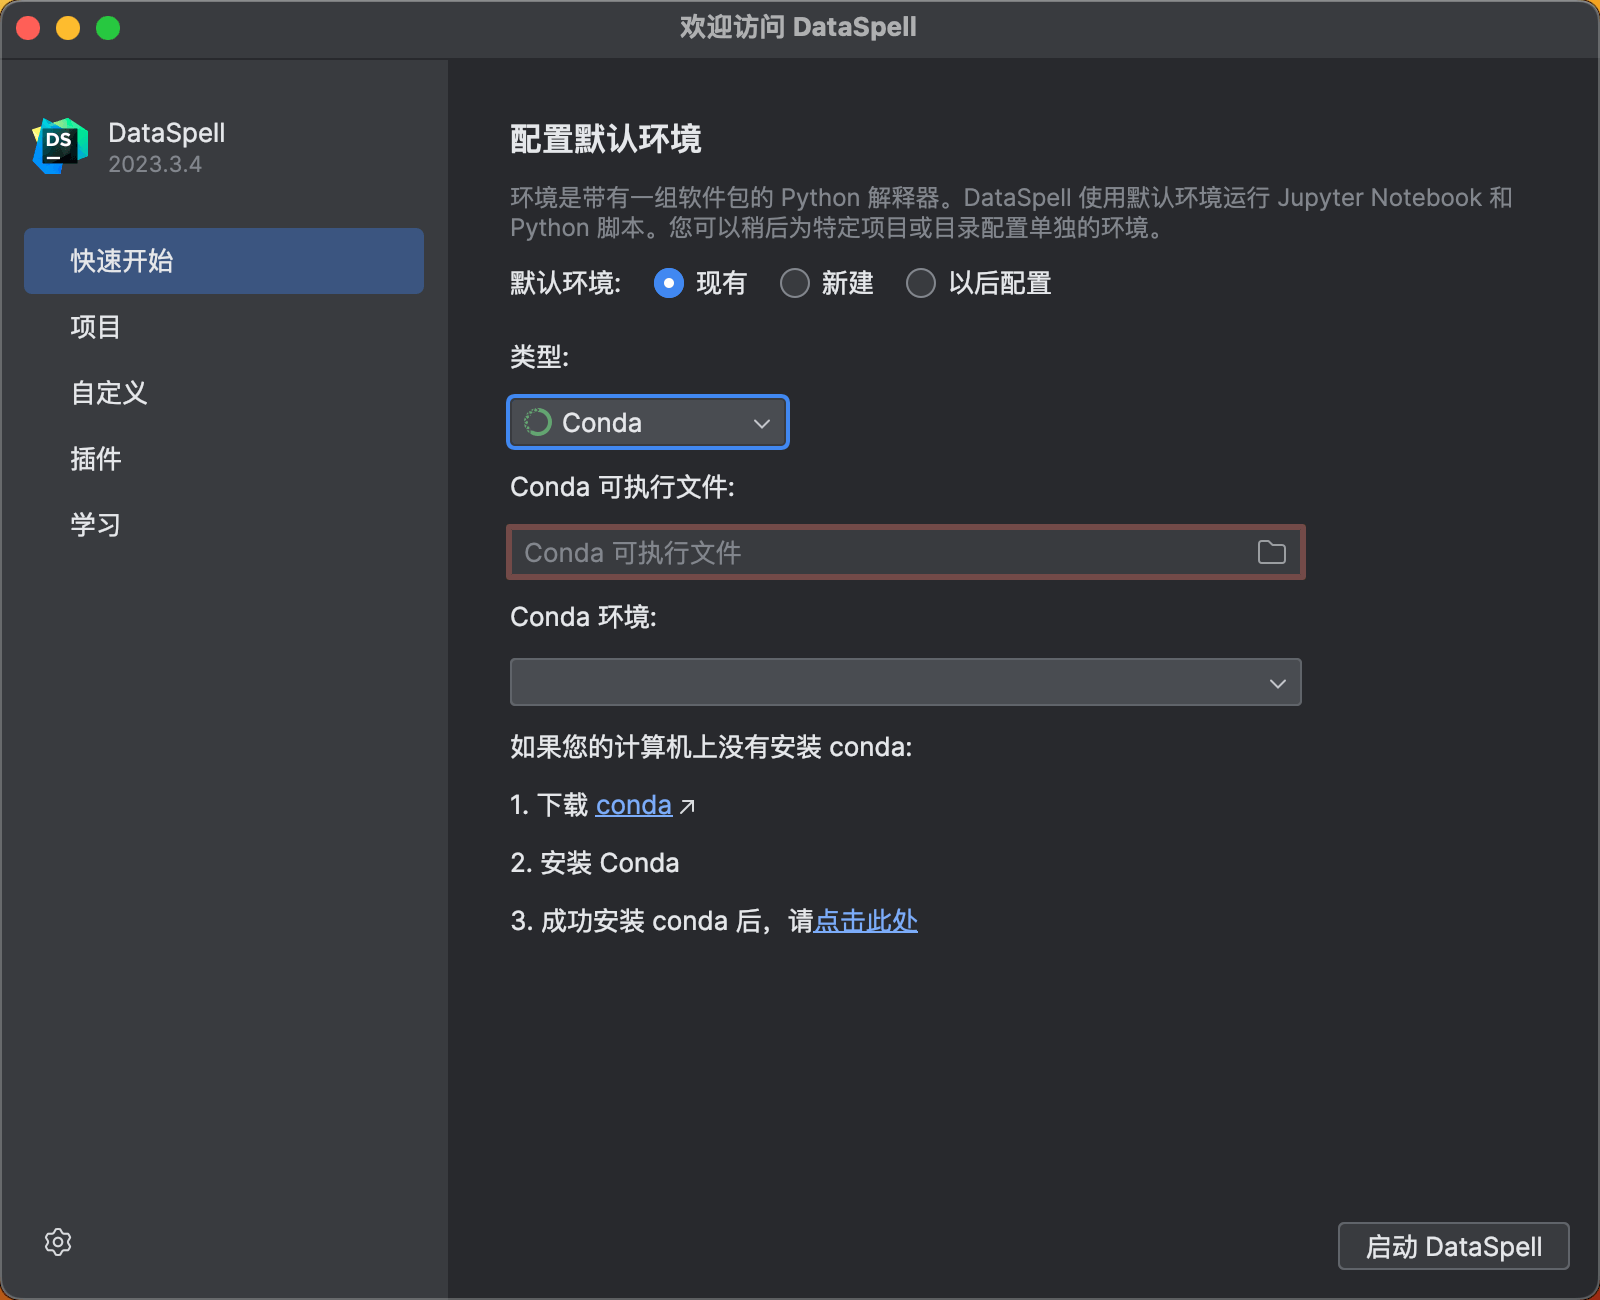 欢迎访问 DataSpell
DS
DataSpell
2023.3.4
快速开始
项目
自定义
插件
学习
配置默认环境
环境是带有一组软件包的 Python 解释器。DataSpell 使用默认环境运行 Jupyter Notebook 和
Python 脚本。您可以稍后为特定项目或目录配置单独的环境。
默认环境: 现有 新建 以后配置
类型:
Conda
Conda 可执行文件:
Conda 可执行文件
Conda 环境:
如果您的计算机上没有安装 conda:
1. 下载 conda↗
2. 安装 Conda
3. 成功安装 conda 后，请点击此处
启动 DataSpell